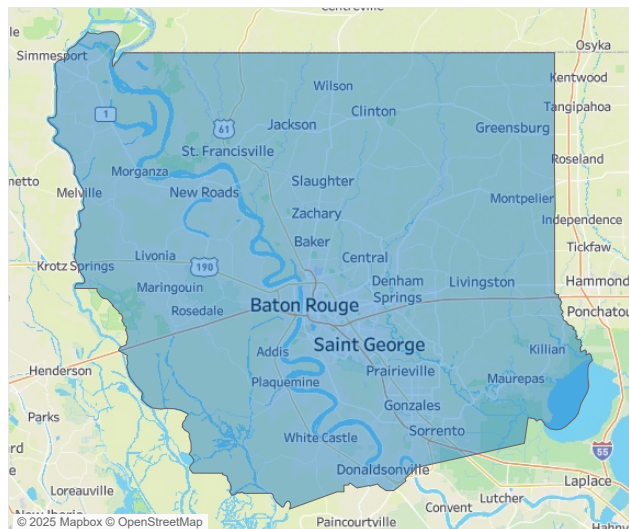 Centreville
Simmesport
Osyka
Kentwood
Wilson
Tangipahoa
1
Clinton
61
Jackson
Greensburg
St. Francisville
Roseland
Morganza
Slaughter
Melville
New Roads
Montpelier
Zachary
Independence
Baker
Tickfaw
Livonia
Central
Krotz Springs
190
Hammond
Maringouin
Denham
Springs
Livingston
Rosedale
Baton Rouge
Ponchatou
Saint George
Addis
Killian
Henderson
Prairieville
Plaquemine
Maurepas
Parks
Gonzales
White Castle
Sorrento
55
Donaldsonville
Laplace
Loreauville
Lutcher
Convent
Paincourtville
© 2025 Mapbox © OpenStreetMap